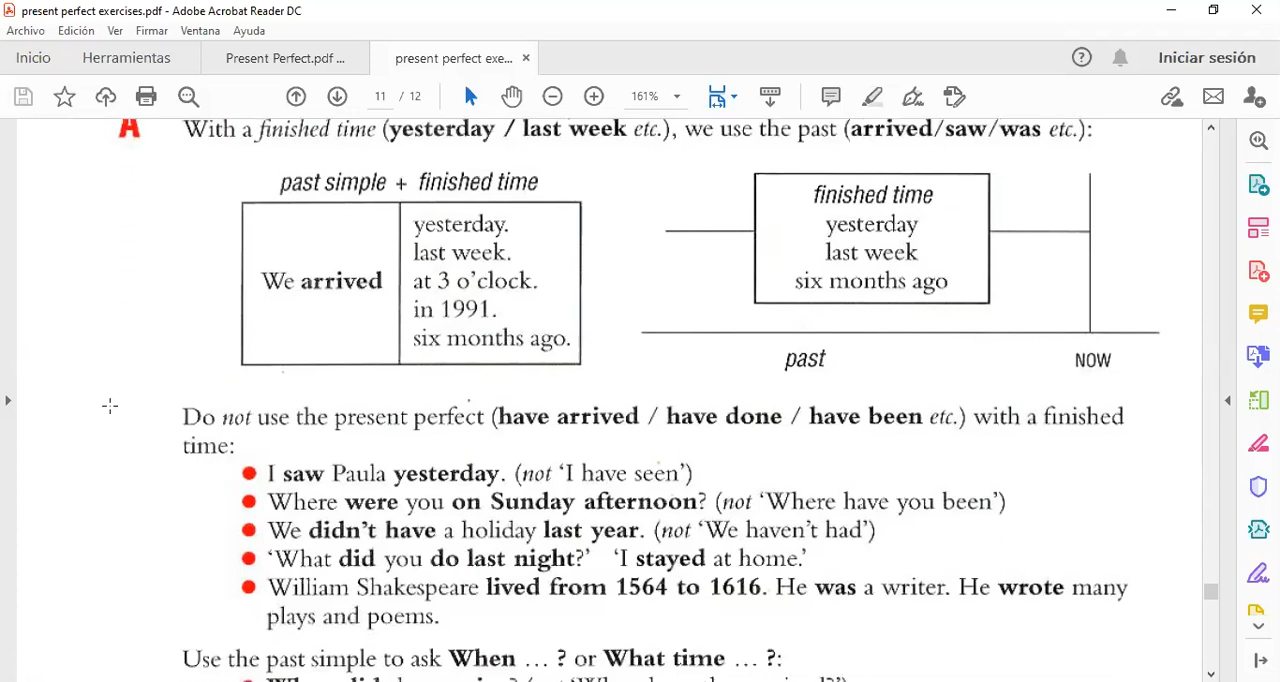 present perfect exercises.pdf - Adobe Acrobat Reader DC
Archivo Edición Ver Firmar Ventana Ayuda
Inicio Herramientas Present Perfect.pdf ... present perfect exe... × Iniciar sesión
11 / 12 161%
A With a finished time (yesterday / last week etc.), we use the past (arrived/saw/was etc.):
past simple + finished time
We arrived
yesterday.
last week.
at 3 o'clock.
in 1991.
six months ago.
finished time
yesterday
last week
six months ago
past NOW
Do not use the present perfect (have arrived / have done / have been etc.) with a finished
time:
● I saw Paula yesterday. (not 'I have seen')
● Where were you on Sunday afternoon? (not 'Where have you been')
● We didn't have a holiday last year. (not 'We haven't had')
● 'What did you do last night?' 'I stayed at home.'
● William Shakespeare lived from 1564 to 1616. He was a writer. He wrote many
plays and poems.
Use the past simple to ask When ... ? or What time ... ?: